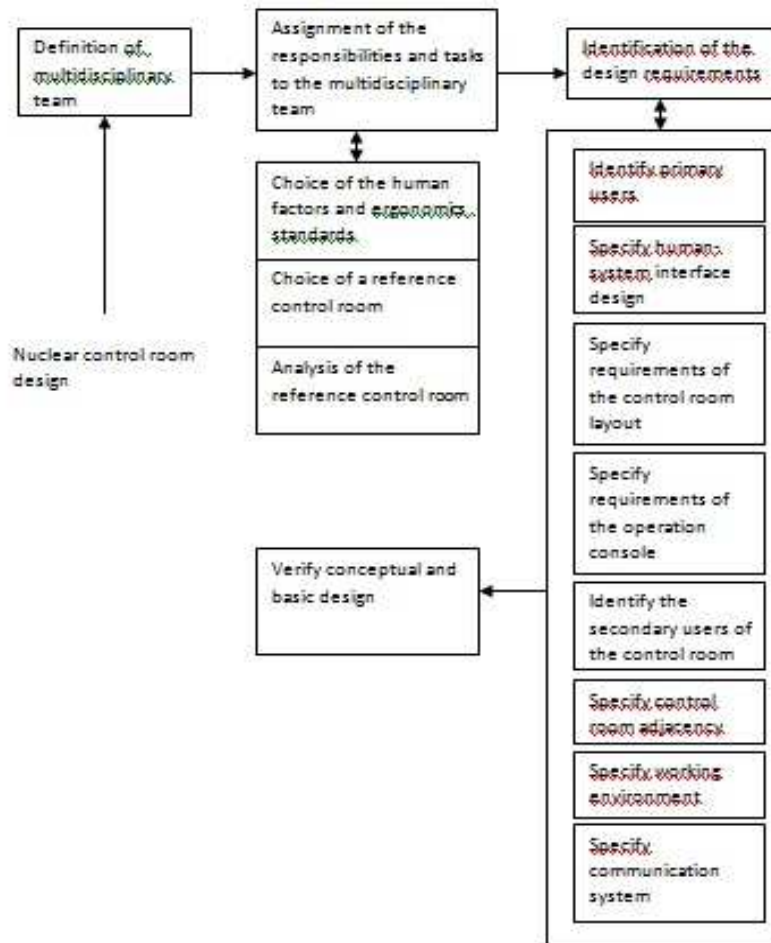 Definition of
multidisciplinary
team
Assignment of the
responsibilities and tasks
to the multidisciplinary
team
Identification of the
design requirements
Choice of the human
factors and ergonomics
standards
Choice of a reference
control room
Analysis of the
reference control room
Nuclear control room
design
Identify primary
users
Specify human-
system interface
design
Specify
requirements of
the control room
layout
Specify
requirements of
the operation
console
Identify the
secondary users of
the control room
Specify control
room adjacency
Specify working
environment
Specify
communication
system
Verify conceptual and
basic design